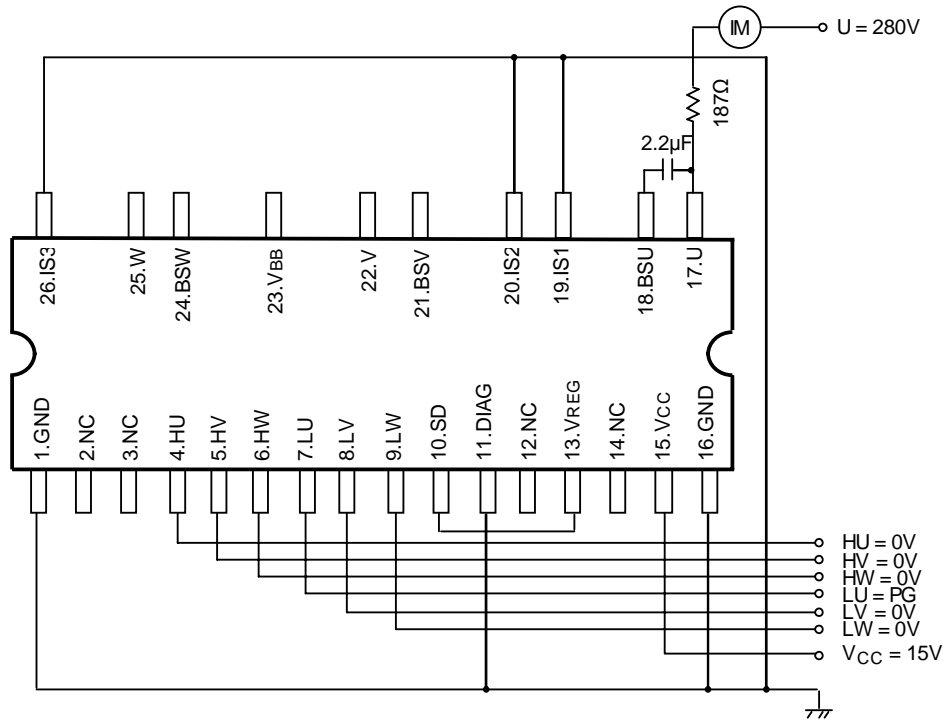 IM
U = 280V
187Ω
2.2μF
26.IS3
25.W
24.BSW
23.VBB
22.V
21.BSV
20.IS2
19.IS1
18.BSU
17.U
1.GND
2.NC
3.NC
4.HU
5.HV
6.HW
7.LU
8.LV
9.LW
10.SD
11.DIAG
12.NC
13.VREG
14.NC
15.VCC
16.GND
HU = 0V
HV = 0V
HW = 0V
LU = PG
LV = 0V
LW = 0V
VCC = 15V